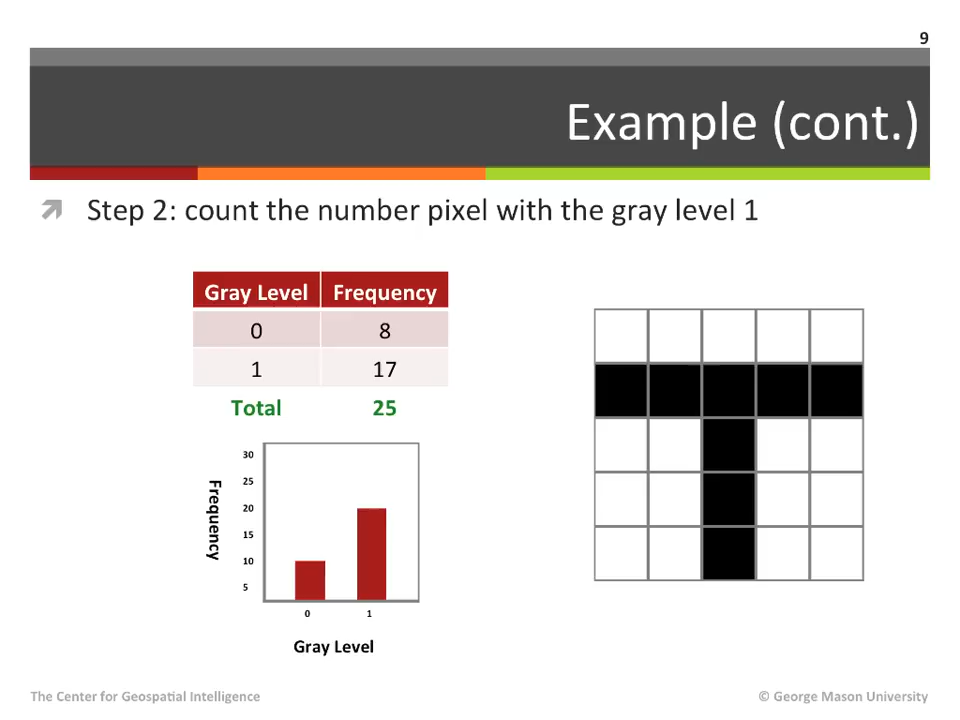 9
Example (cont.)
Step 2: count the number pixel with the gray level 1
Gray Level Frequency
0 8
1 17
Total 25
30
25
20
15
10
5
Frequency
0 1
Gray Level
The Center for Geospatial Intelligence © George Mason University